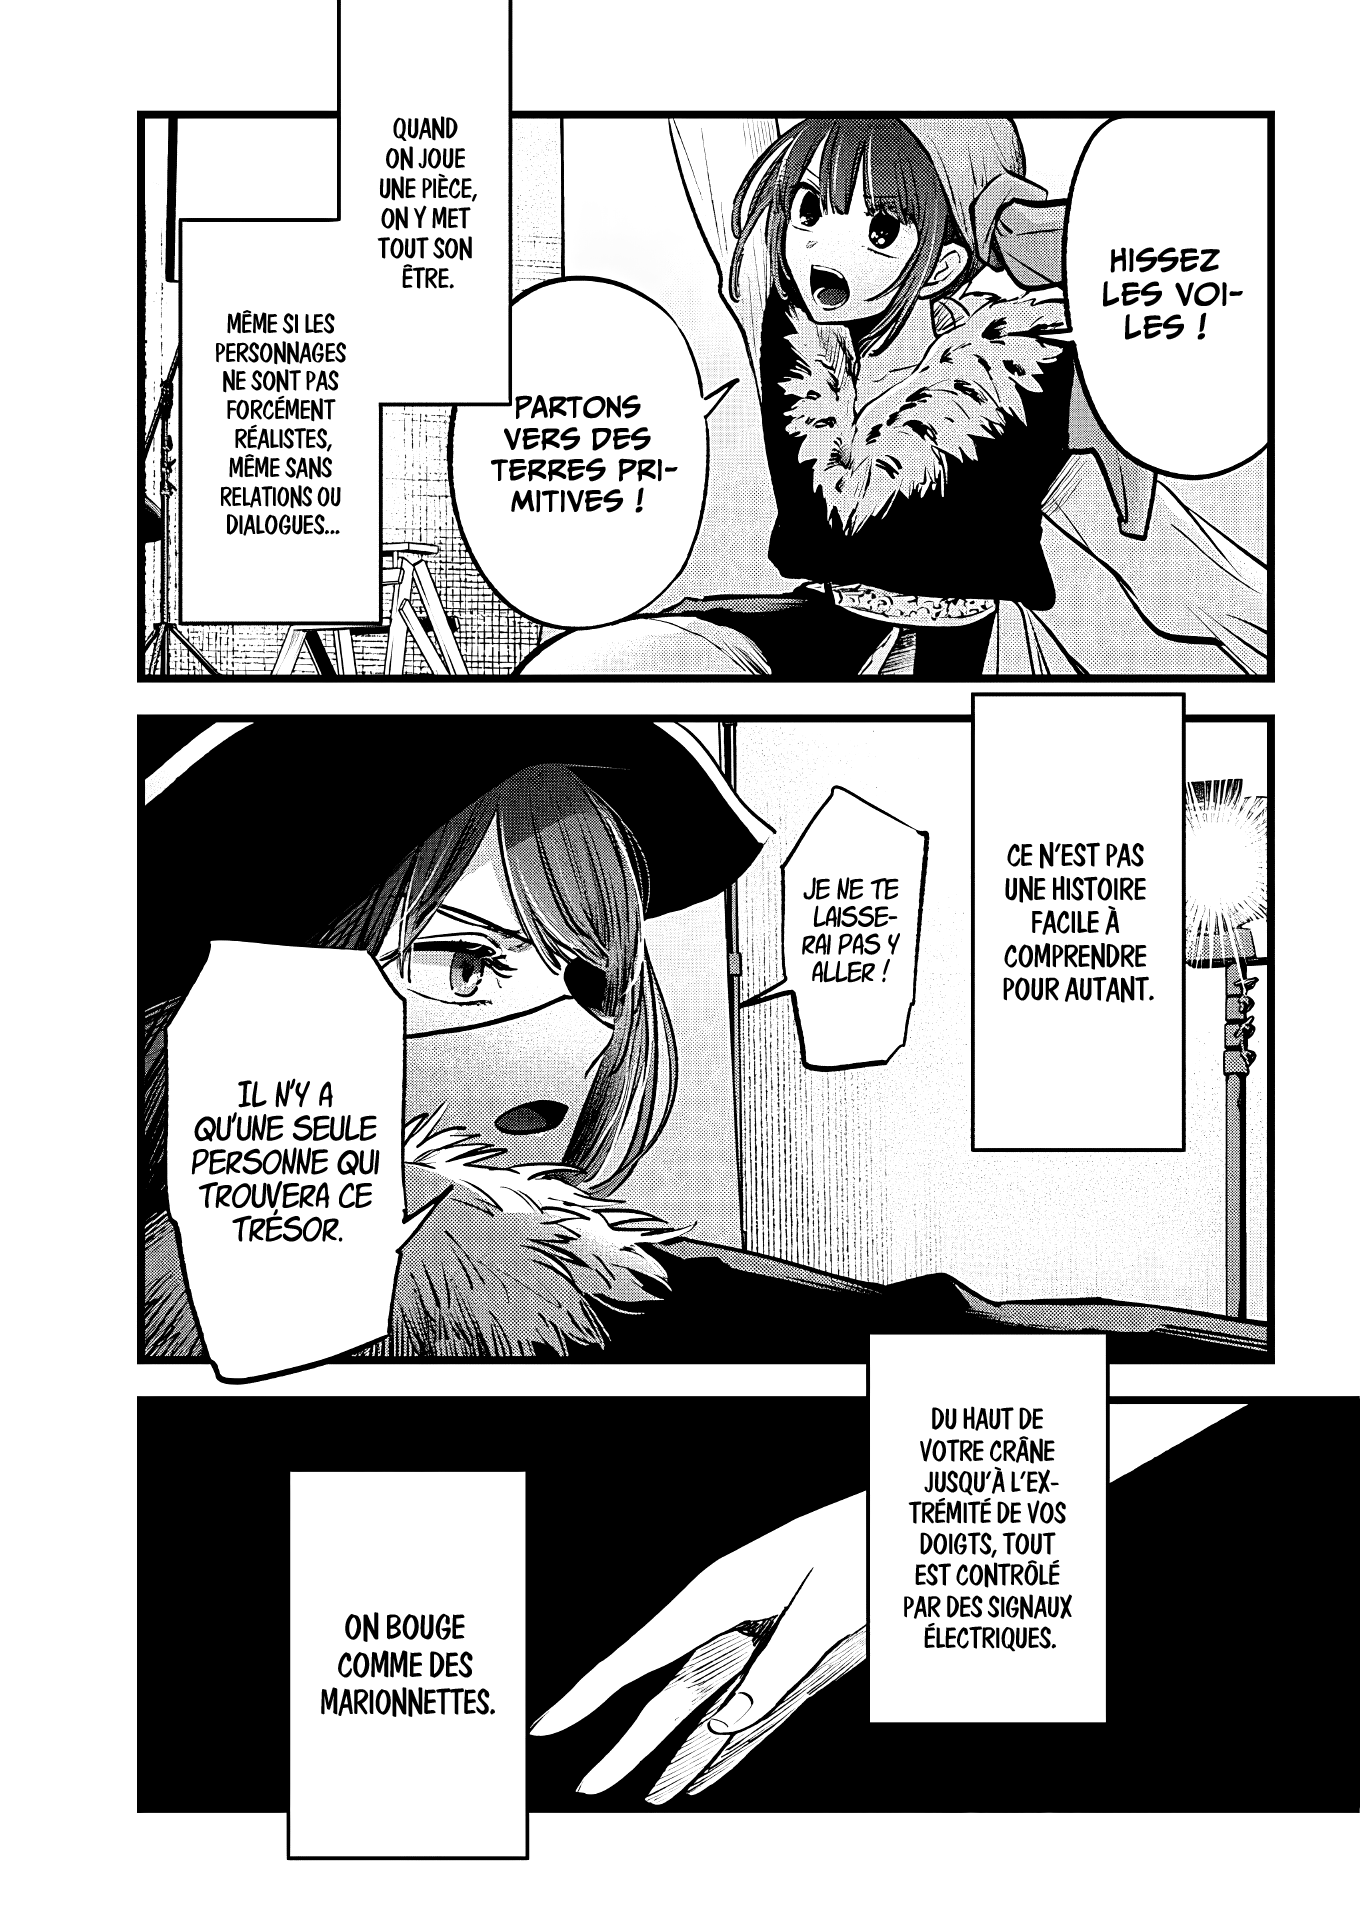 HISSEZ
LES VOI-
LES !
QUAND
ON JOUE
UNE PIÈCE,
ON Y MET
TOUT SON
ÊTRE.
PARTONS
VERS DES
TERRES PRI-
MITIVES !
MÊME SI LES
PERSONNAGES
NE SONT PAS
FORCÉMENT
RÉALISTES,
MÊME SANS
RELATIONS OU
DIALOGUES...
CE N'EST PAS
UNE HISTOIRE
FACILE À
COMPRENDRE
POUR AUTANT.
JE NE TE
LAISSE-
RAI PAS Y
ALLER !
IL N'Y A
QU'UNE SEULE
PERSONNE QUI
TROUVERA CE
TRÉSOR.
DU HAUT DE
VOTRE CRÂNE
JUSQU'À L'EX-
TRÉMITÉ DE VOS
DOIGTS, TOUT
EST CONTRÔLÉ
PAR DES SIGNAUX
ÉLECTRIQUES.
ON BOUGE
COMME DES
MARIONNETTES.